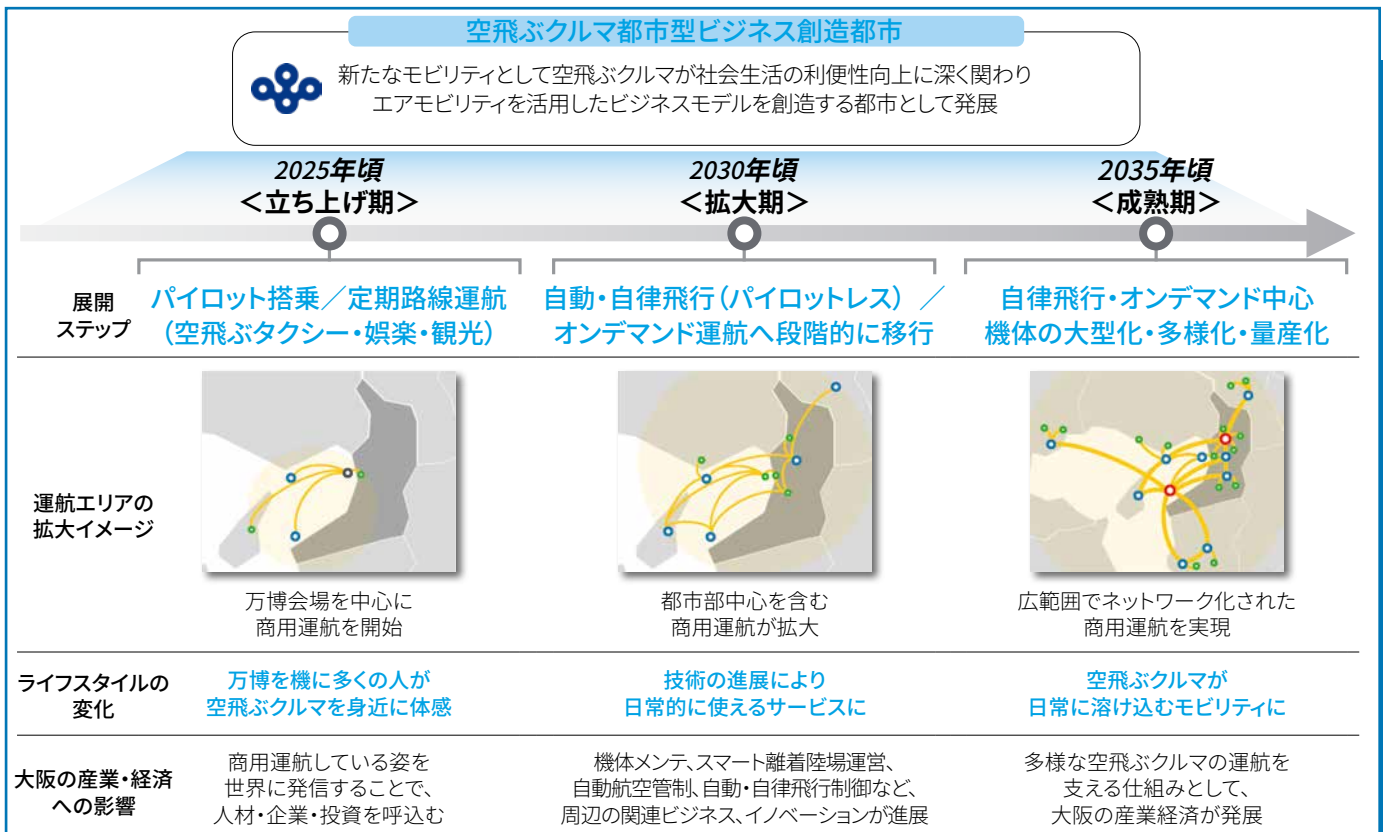 空飛ぶクルマ都市型ビジネス創造都市
新たなモビリティとして空飛ぶクルマが社会生活の利便性向上に深く関わり
エアモビリティを活用したビジネスモデルを創造する都市として発展
2025年頃
＜立ち上げ期＞
2030年頃
＜拡大期＞
2035年頃
＜成熟期＞
展開
ステップ
パイロット搭乗／定期路線運航
（空飛ぶタクシー・娯楽・観光）
自動・自律飛行（パイロットレス）／
オンデマンド運航へ段階的に移行
自律飛行・オンデマンド中心
機体の大型化・多様化・量産化
運航エリアの
拡大イメージ
万博会場を中心に
商用運航を開始
都市部中心を含む
商用運航が拡大
広範囲でネットワーク化された
商用運航を実現
ライフスタイルの
変化
万博を機に多くの人が
空飛ぶクルマを身近に体感
技術の進展により
日常的に使えるサービスに
空飛ぶクルマが
日常に溶け込むモビリティに
大阪の産業・経済
への影響
商用運航している姿を
世界に発信することで、
人材・企業・投資を呼込む
機体メンテ、スマート離着陸場運営、
自動航空管制、自動・自律飛行制御など、
周辺の関連ビジネス、イノベーションが進展
多様な空飛ぶクルマの運航を
支える仕組みとして、
大阪の産業経済が発展